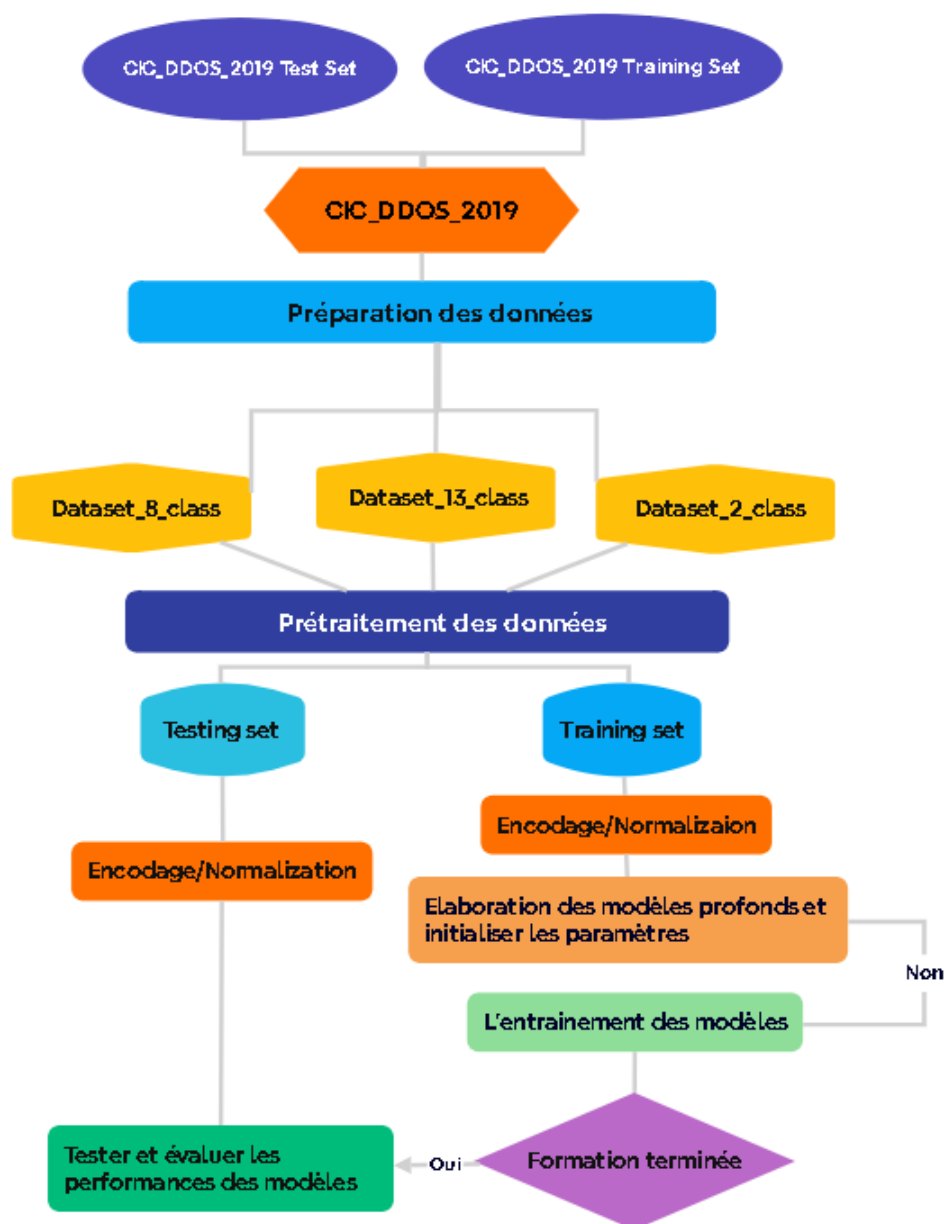 CIC_DDOS_2019 Test Set
CIC_DDOS_2019 Training Set
CIC_DDOS_2019
Préparation des données
Dataset_8_class
Dataset_13_class
Dataset_2_class
Prétraitement des données
Testing set
Training set
Encodage/Normalizaion
Encodage/Normalization
Elaboration des modèles profonds et
initialiser les paramètres
Non
L'entrainement des modèles
Tester et évaluer les
performances des modèles
Oui
Formation terminée